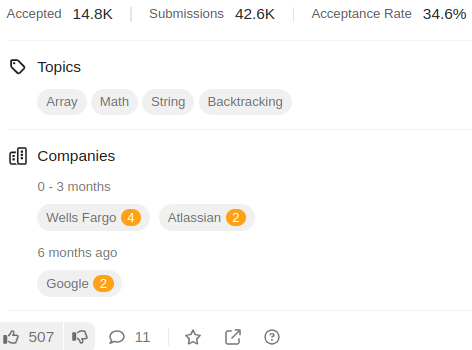 Accepted 14.8K Submissions 42.6K Acceptance Rate 34.6%
Topics
Array Math String Backtracking
Companies
0 - 3 months
Wells Fargo 4 Atlassian 2
6 months ago
Google 2
507 11